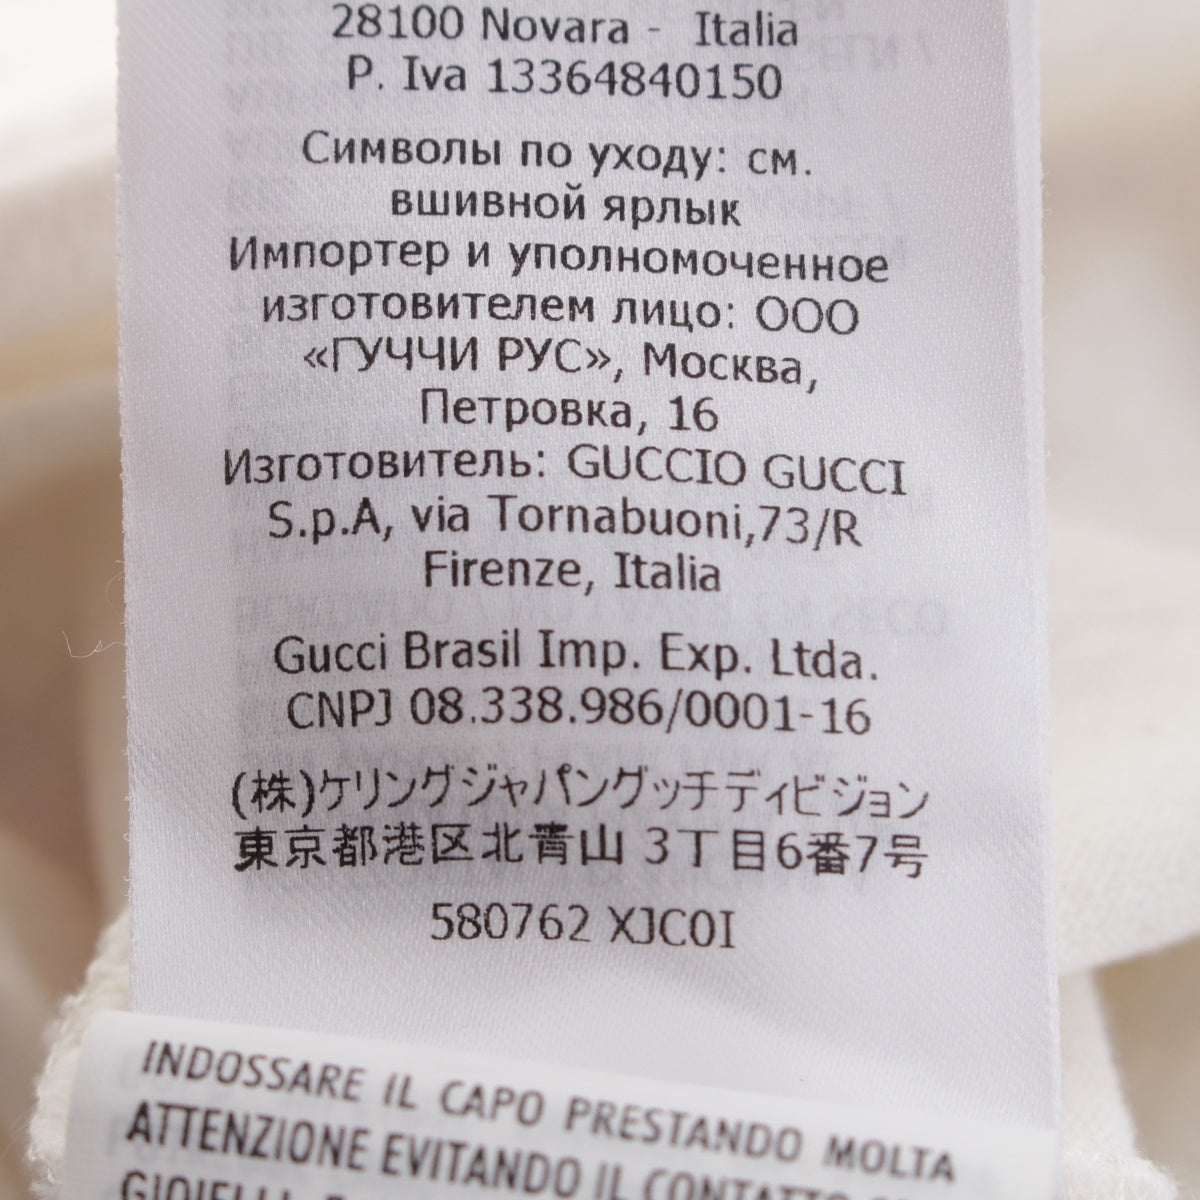 28100 Novara - Italia
P. Iva 13364840150
Символы по уходу: см.
вшивной ярлык
Импортер и уполномоченное
изготовителем лицо: ООО
«ГУЧЧИ РУС», Москва,
Петровка, 16
Изготовитель: GUCCIO GUCCI
S.p.A, via Tornabuoni,73/R
Firenze, Italia
Gucci Brasil Imp. Exp. Ltda.
CNPJ 08.338.986/0001-16
(株)ケリングジャパングッチディビジョン
東京都港区北青山 3丁目6番7号
580762 XJC0I
INDOSSARE IL CAPO PRESTANDO MOLTA
ATTENZIONE EVITANDO IL CONTATTO
GIOIELLI